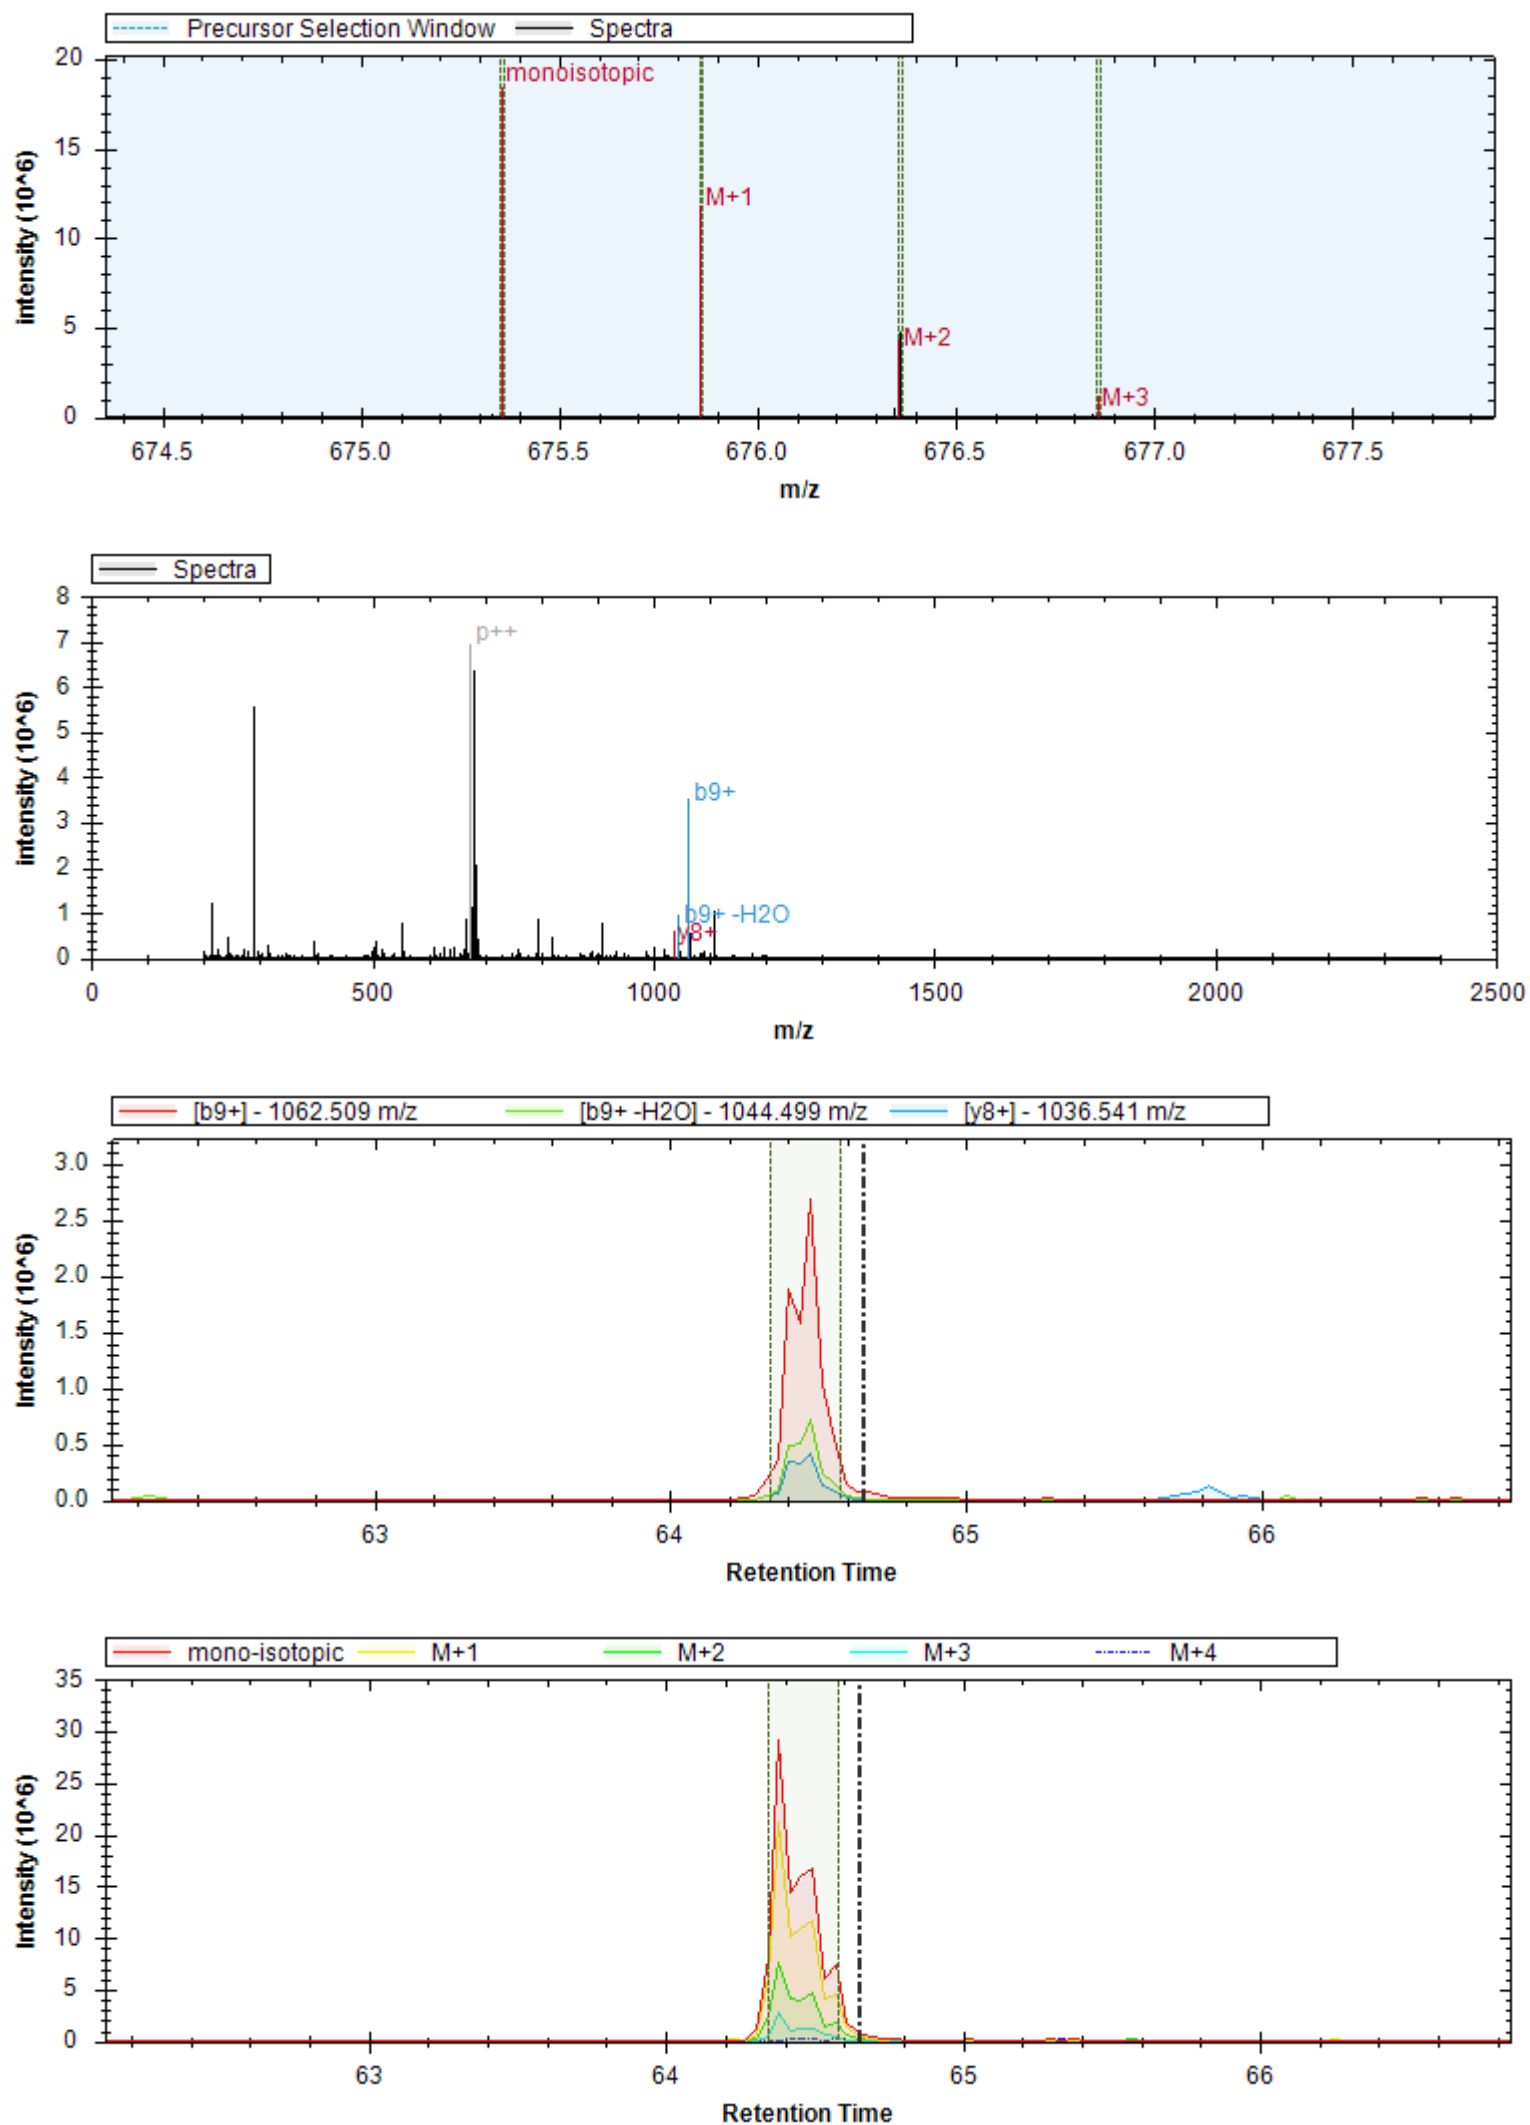 Precursor Selection Window Spectra
20
monoisotopic
15
M+1
10
5
M+2
M+3
0
674.5 675.0 675.5 676.0 676.5 677.0 677.5
intensity (10^6)
m/z
Spectra
8
p++
7
6
5
4
b9+
3
2
1
b9+ -H2O
y8+
0
0 500 1000 1500 2000 2500
intensity (10^6)
m/z
[b9+] - 1062.509 m/z [b9+ -H2O] - 1044.499 m/z [y8+] - 1036.541 m/z
3.0
2.5
2.0
1.5
1.0
0.5
0.0
63 64 65 66
Intensity (10^6)
Retention Time
mono-isotopic M+1 M+2 M+3 M+4
35
30
25
20
15
10
5
0
63 64 65 66
Intensity (10^6)
Retention Time